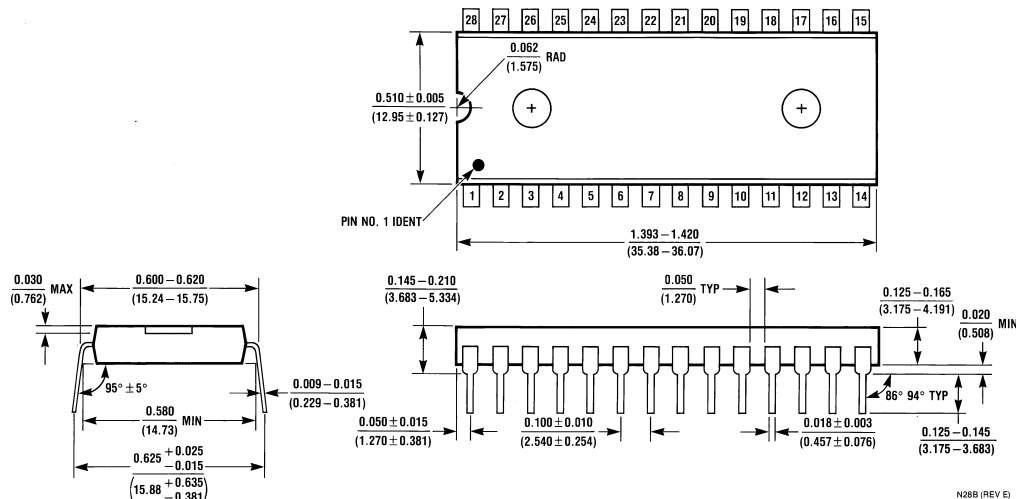 28 27 26 25 24 23 22 21 20 19 18 17 16 15
0.062
(1.575)
RAD
0.510 ± 0.005
(12.95 ± 0.127)
1 2 3 4 5 6 7 8 9 10 11 12 13 14
PIN NO. 1 IDENT
1.393 – 1.420
(35.38 – 36.07)
0.030
(0.762)
MAX
0.600 – 0.620
(15.24 – 15.75)
95° ± 5°
0.009 – 0.015
(0.229 – 0.381)
0.580
(14.73)
MIN
0.625 +0.025
-0.015
(15.88 +0.635
-0.381)
0.145 – 0.210
(3.683 – 5.334)
0.050
(1.270)
TYP
0.125 – 0.165
(3.175 – 4.191)
0.020
(0.508)
MIN
86° 94° TYP
0.050 ± 0.015
(1.270 ± 0.381)
0.100 ± 0.010
(2.540 ± 0.254)
0.018 ± 0.003
(0.457 ± 0.076)
0.125 – 0.145
(3.175 – 3.683)
N28B (REV E)